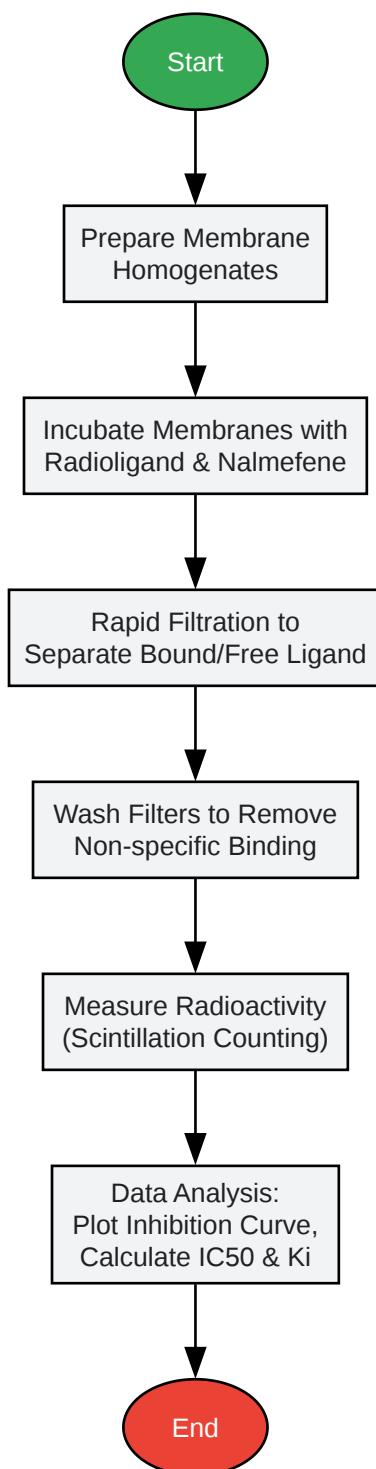 Start
Prepare Membrane
Homogenates
Incubate Membranes with
Radioligand & Nalmefene
Rapid Filtration to
Separate Bound/Free Ligand
Wash Filters to Remove
Non-specific Binding
Measure Radioactivity
(Scintillation Counting)
Data Analysis:
Plot Inhibition Curve,
Calculate IC50 & Ki
End